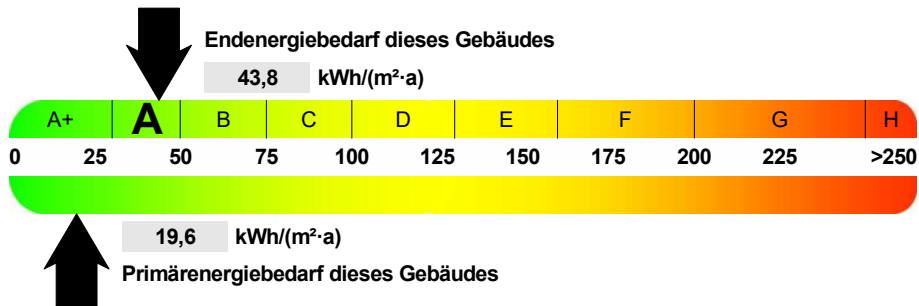 Endenergiebedarf dieses Gebäudes
43,8 kWh/(m²·a)
A+ A B C D E F G H
0 25 50 75 100 125 150 175 200 225 >250
19,6 kWh/(m²·a)
Primärenergiebedarf dieses Gebäudes